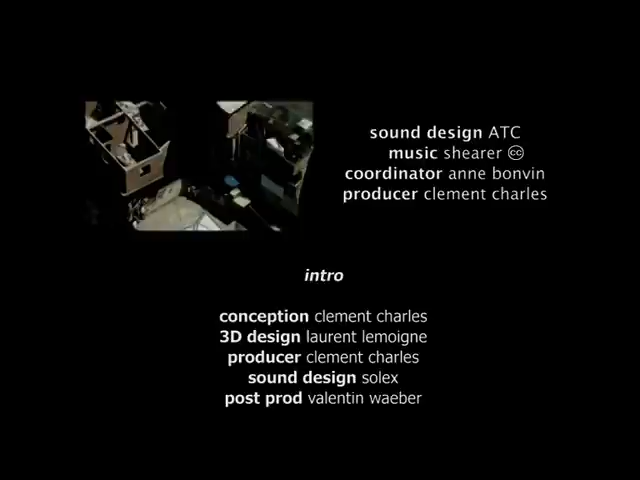 sound design ATC
music shearer 🄯
coordinator anne bonvin
producer clement charles
intro
conception clement charles
3D design laurent lemoigne
producer clement charles
sound design solex
post prod valentin waeber